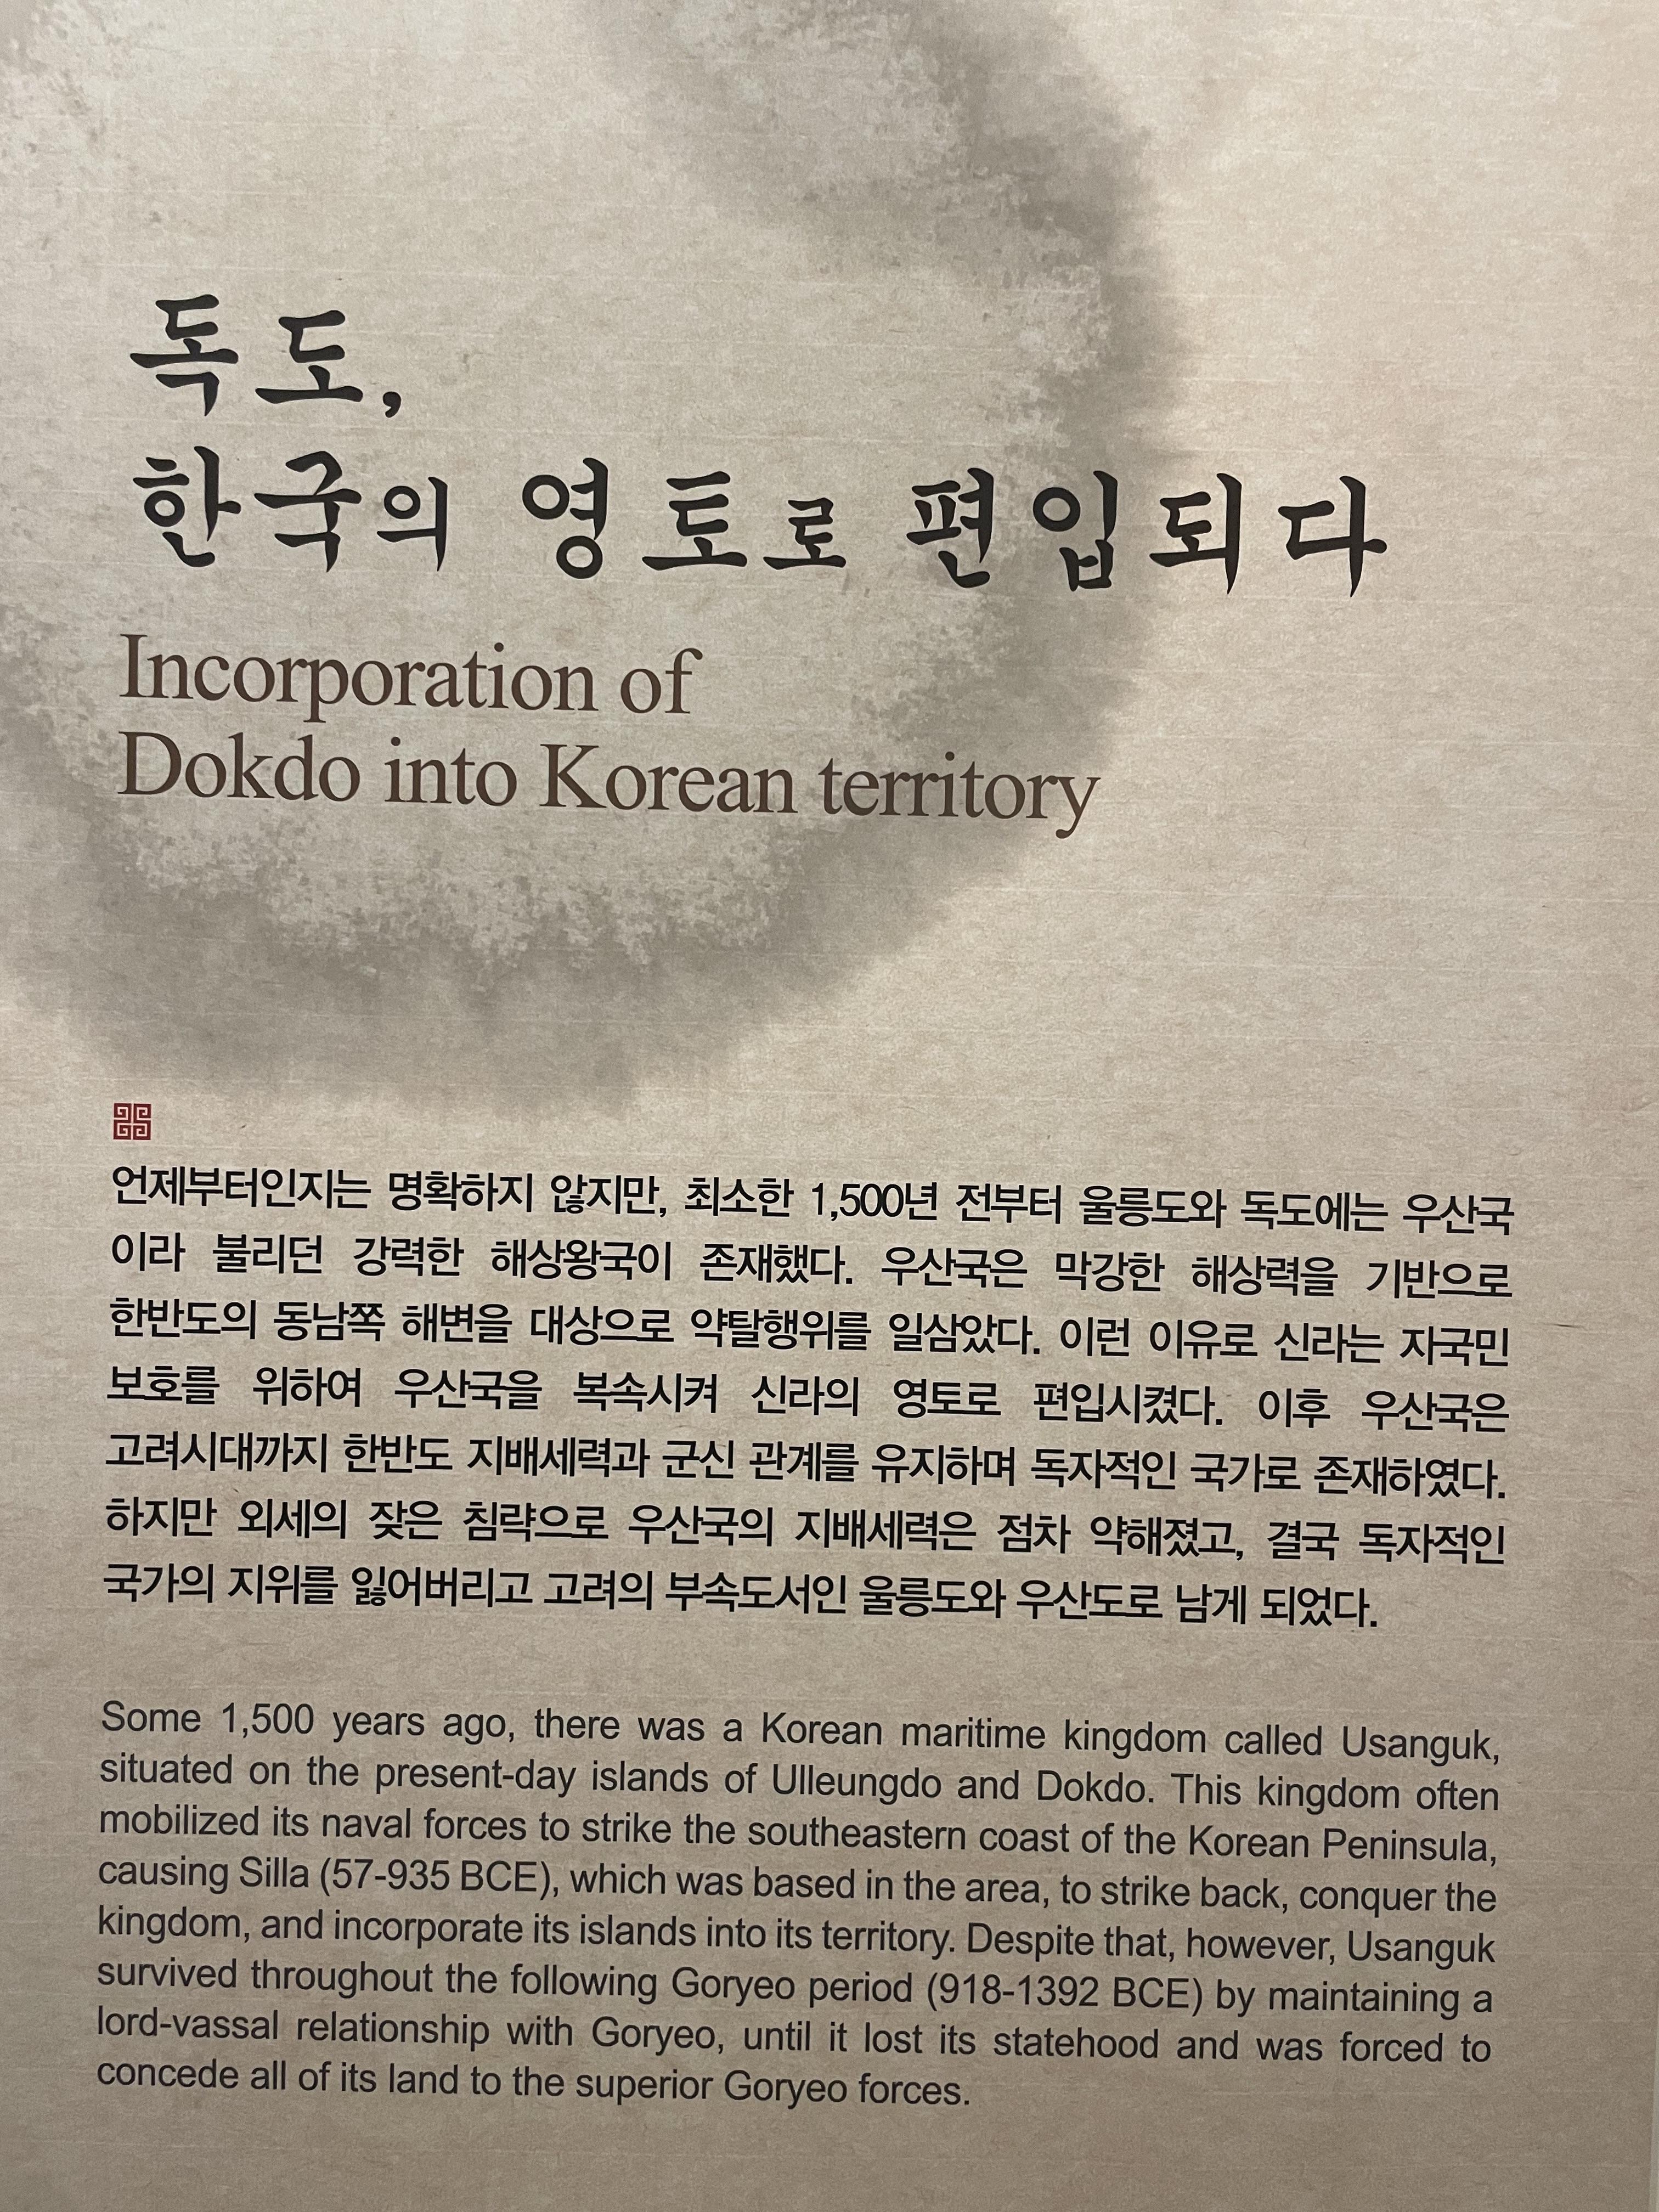 독도,
한국의 영토로 편입되다
Incorporation of
Dokdo into Korean territory
언제부터인지는 명확하지 않지만, 최소한 1,500년 전부터 울릉도와 독도에는 우산국
이라 불리던 강력한 해상왕국이 존재했다. 우산국은 막강한 해상력을 기반으로
한반도의 동남쪽 해변을 대상으로 약탈행위를 일삼았다. 이런 이유로 신라는 자국민
보호를 위하여 우산국을 복속시켜 신라의 영토로 편입시켰다. 이후 우산국은
고려시대까지 한반도 지배세력과 군신 관계를 유지하며 독자적인 국가로 존재하였다.
하지만 외세의 잦은 침략으로 우산국의 지배세력은 점차 약해졌고, 결국 독자적인
국가의 지위를 잃어버리고 고려의 부속도서인 울릉도와 우산도로 남게 되었다.
Some 1,500 years ago, there was a Korean maritime kingdom called Usanguk,
situated on the present-day islands of Ulleungdo and Dokdo. This kingdom often
mobilized its naval forces to strike the southeastern coast of the Korean Peninsula,
causing Silla (57-935 BCE), which was based in the area, to strike back, conquer the
kingdom, and incorporate its islands into its territory. Despite that, however, Usanguk
survived throughout the following Goryeo period (918-1392 BCE) by maintaining a
lord-vassal relationship with Goryeo, until it lost its statehood and was forced to
concede all of its land to the superior Goryeo forces.